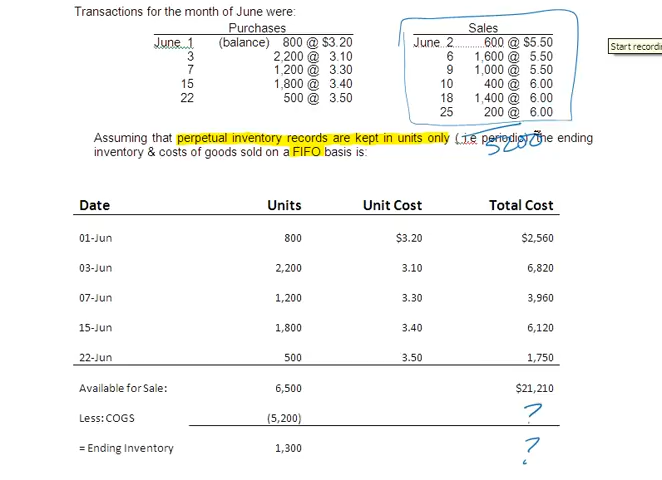 Transactions for the month of June were:
Purchases Sales
June 1 (balance) 800 @ $3.20 June 2 600 @ $5.50
3 2,200 @ 3.10 6 1,600 @ 5.50
7 1,200 @ 3.30 9 1,000 @ 5.50
15 1,800 @ 3.40 10 400 @ 6.00
22 500 @ 3.50 18 1,400 @ 6.00
25 200 @ 6.00
Start recordi
Assuming that perpetual inventory records are kept in units only (i.e periodic) the ending
inventory & costs of goods sold on a FIFO basis is:
5200
Date Units Unit Cost Total Cost
01-Jun 800 $3.20 $2,560
03-Jun 2,200 3.10 6,820
07-Jun 1,200 3.30 3,960
15-Jun 1,800 3.40 6,120
22-Jun 500 3.50 1,750
Available for Sale: 6,500 $21,210
Less: COGS (5,200) ?
= Ending Inventory 1,300 ?